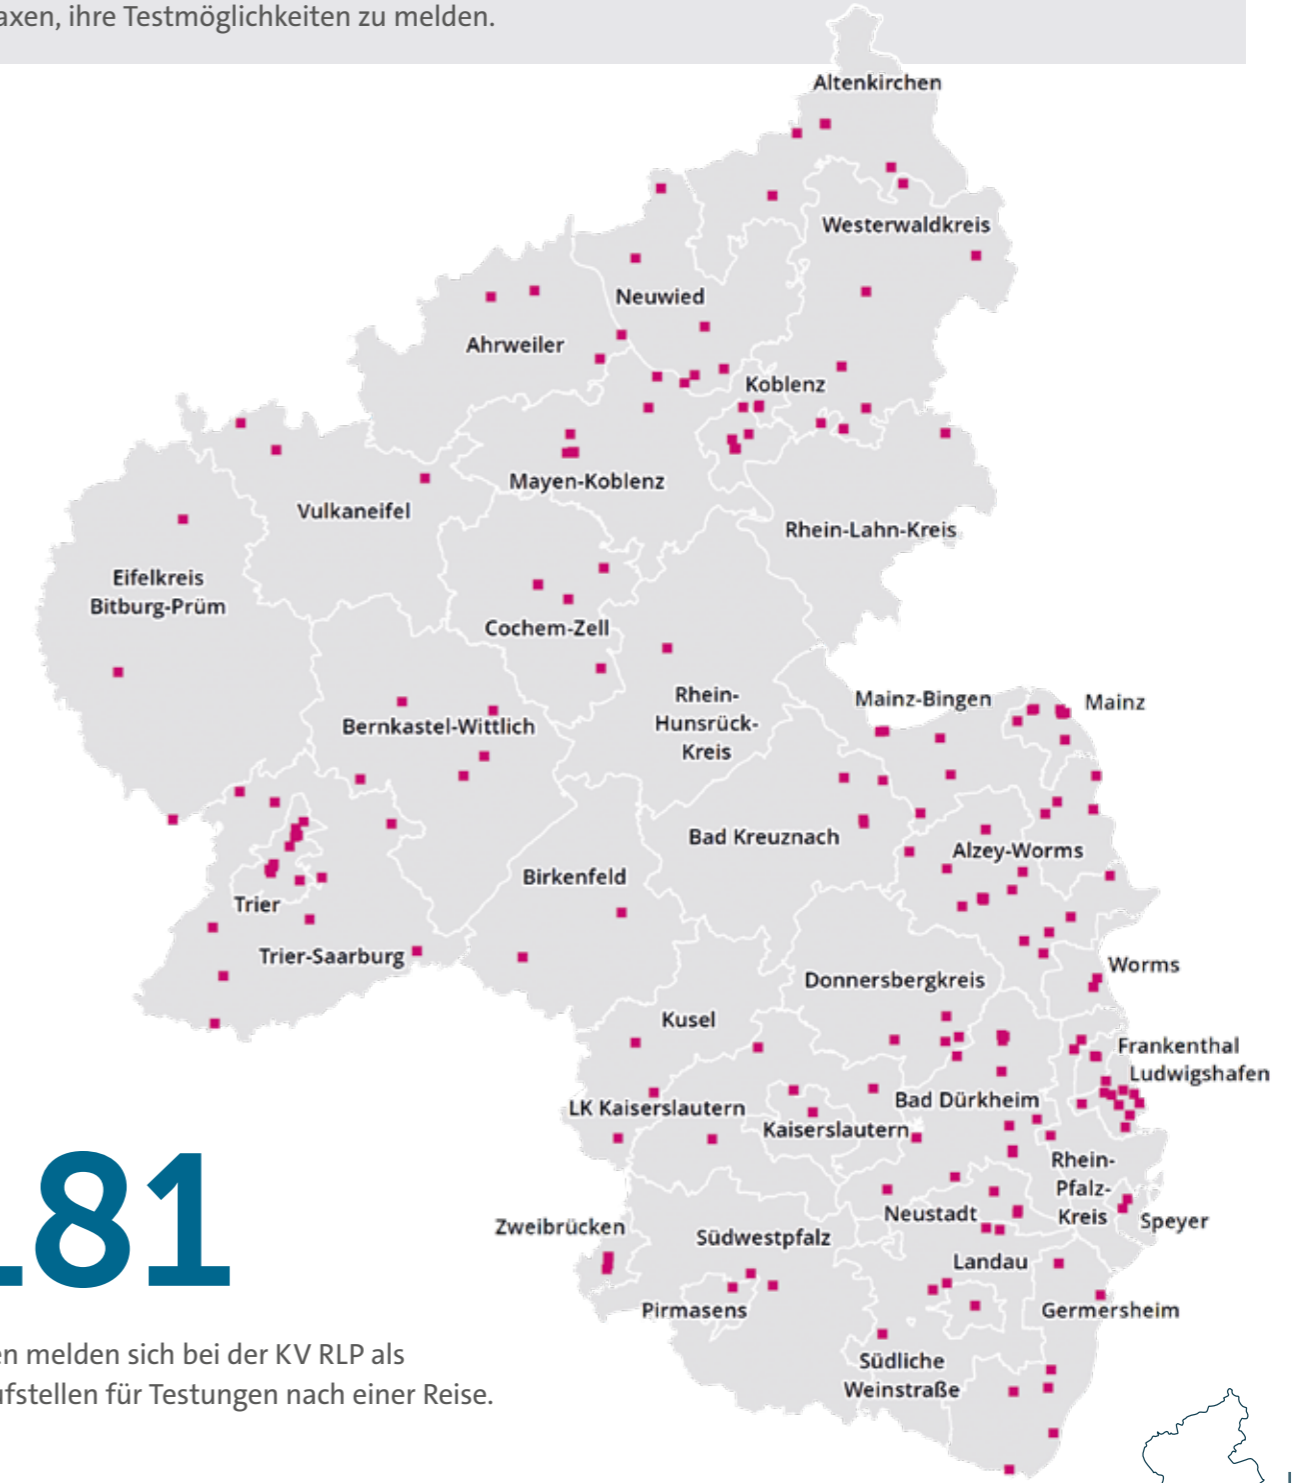 axen, ihre Testmöglichkeiten zu melden.
Altenkirchen
Westerwaldkreis
Neuwied
Ahrweiler
Koblenz
Mayen-Koblenz
Vulkaneifel
Rhein-Lahn-Kreis
Eifelkreis
Bitburg-Prüm
Cochem-Zell
Rhein-
Hunsrück-
Kreis
Mainz-Bingen
Mainz
Bernkastel-Wittlich
Bad Kreuznach
Alzey-Worms
Birkenfeld
Trier
Trier-Saarburg
Worms
Donnersbergkreis
Kusel
Frankenthal
Ludwigshafen
LK Kaiserslautern
Bad Dürkheim
Kaiserslautern
Rhein-
Pfalz-
Kreis
Neustadt
Speyer
Zweibrücken
Südwestpfalz
Landau
Pirmasens
Germersheim
Südliche
Weinstraße
181
en melden sich bei der KV RLP als
ufstellen für Testungen nach einer Reise.